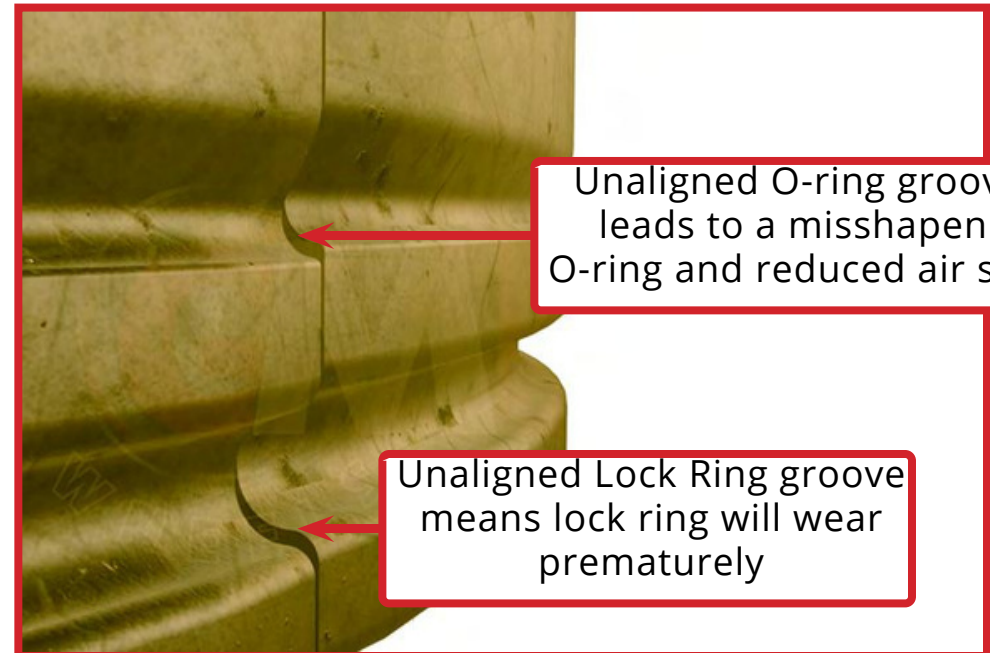 Unaligned O-ring groov
leads to a misshapen
O-ring and reduced air s
Unaligned Lock Ring groove
means lock ring will wear
prematurely